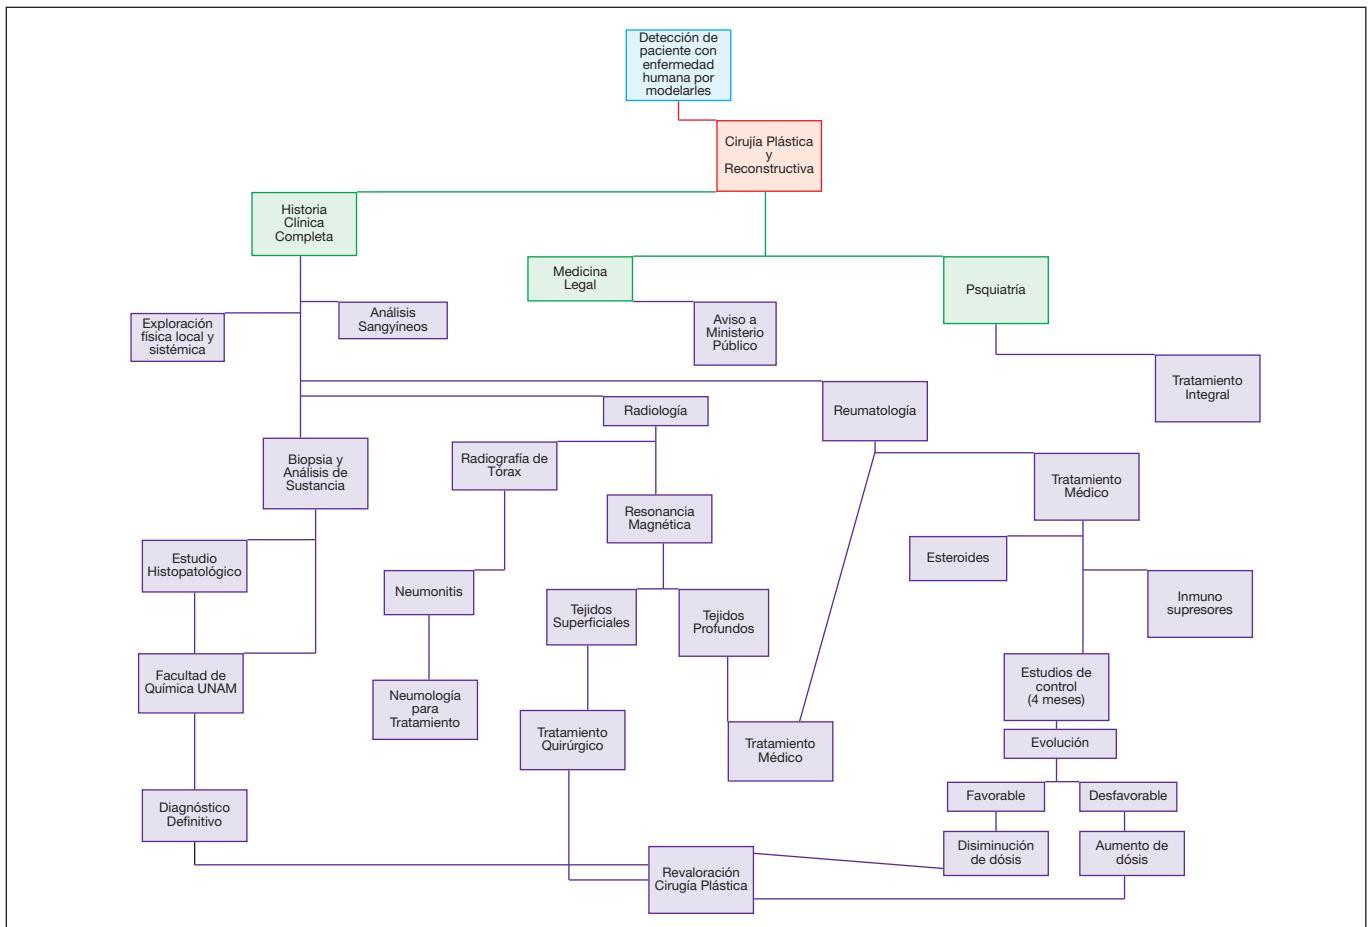 Detección de
paciente con
enfermedad
humana por
modelarles
Cirujía Plástica
y
Reconstructiva
Historia
Clínica
Completa
Medicina
Legal
Psquiatría
Exploración
física local y
sistémica
Análisis
Sangyíneos
Aviso a
Ministerio
Público
Tratamiento
Integral
Radiología
Reumatología
Biopsia y
Análisis de
Sustancia
Radiografía de
Tórax
Resonancia
Magnética
Tratamiento
Médico
Estudio
Histopatológico
Neumonitis
Tejidos
Superficiales
Tejidos
Profundos
Esteroides
Inmuno
supresores
Facultad de
Química UNAM
Neumología
para
Tratamiento
Tratamiento
Quirúrgico
Tratamiento
Médico
Estudios de
control
(4 meses)
Evolución
Favorable
Desfavorable
Diagnóstico
Definitivo
Disiminución
de dósis
Aumento de
dósis
Revaloración
Cirugía Plástica